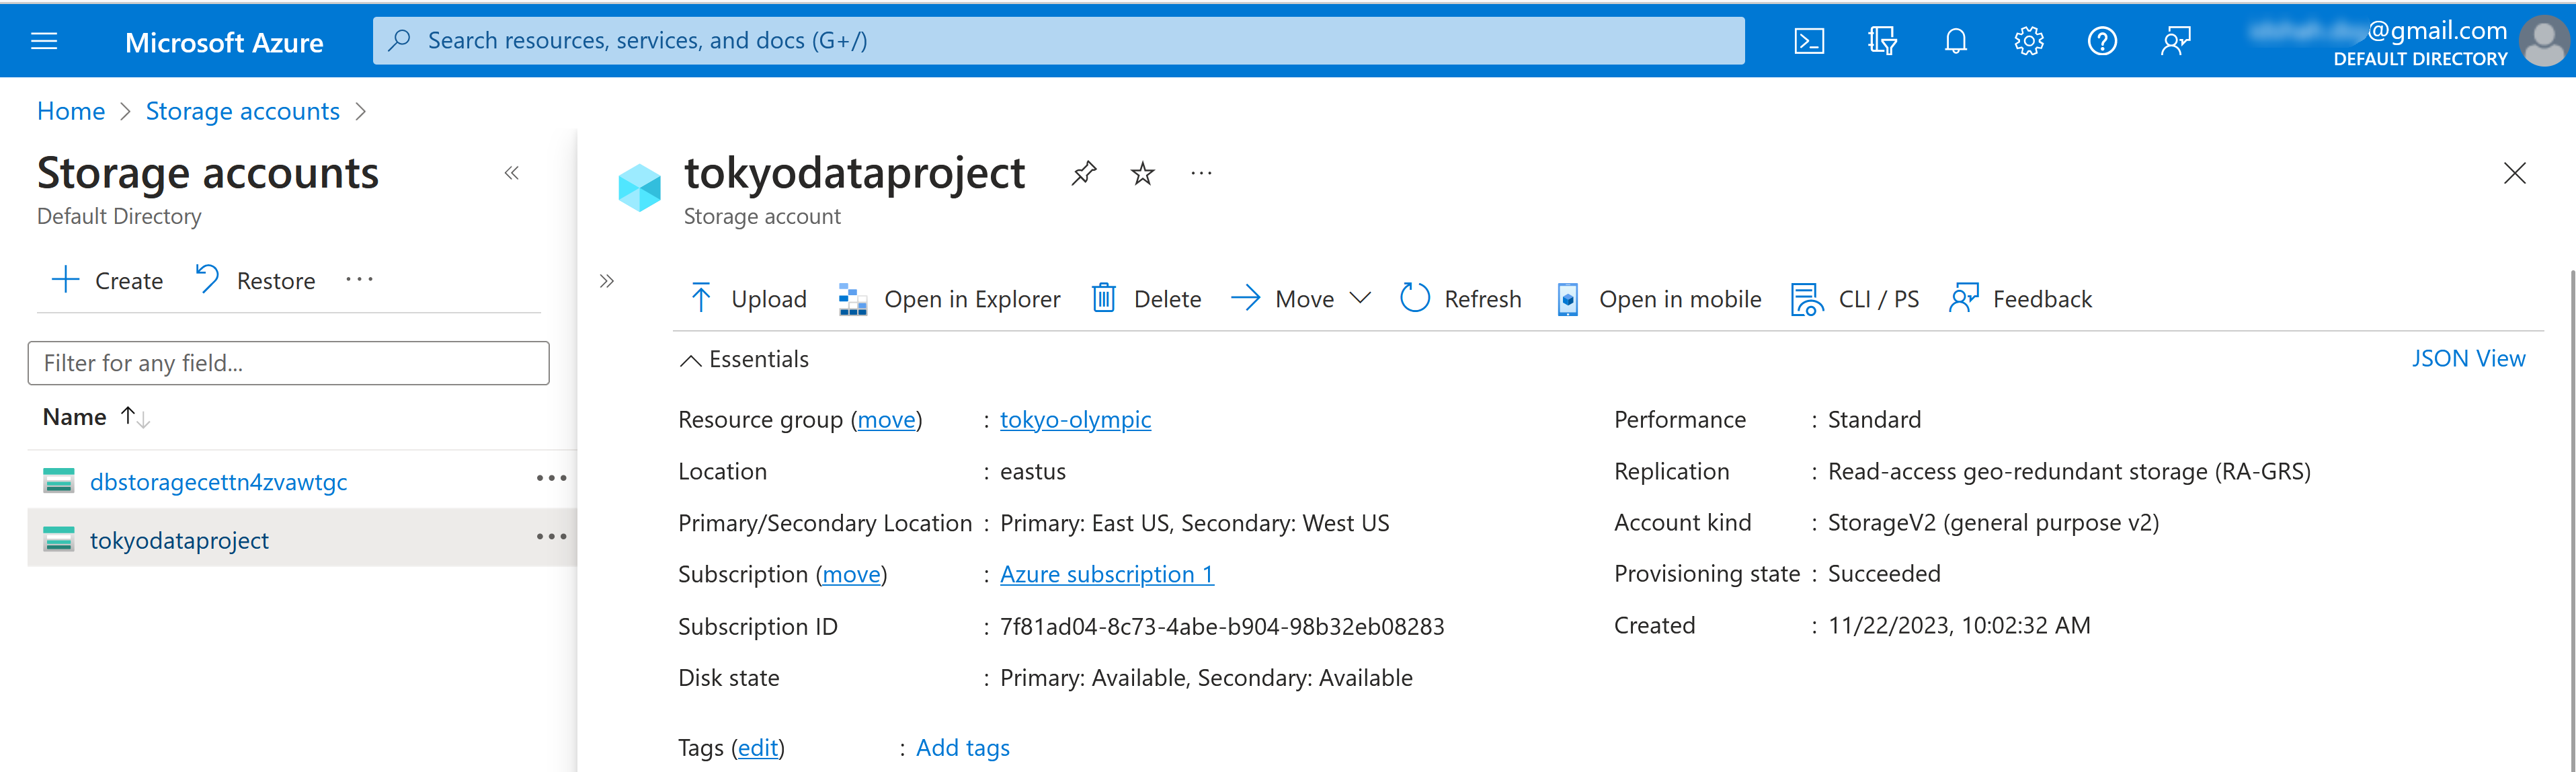 Microsoft Azure
Search resources, services, and docs (G+/)
@gmail.com
DEFAULT DIRECTORY
Home > Storage accounts >
Storage accounts
Default Directory
Create Restore ...
Filter for any field...
Name
dbstoragecettn4zvawtgc
tokyodataproject
tokyodataproject
Storage account
Upload Open in Explorer Delete Move Refresh Open in mobile CLI / PS Feedback
Essentials
JSON View
Resource group (move) : tokyo-olympic
Location : eastus
Primary/Secondary Location : Primary: East US, Secondary: West US
Subscription (move) : Azure subscription 1
Subscription ID : 7f81ad04-8c73-4abe-b904-98b32eb08283
Disk state : Primary: Available, Secondary: Available
Tags (edit) : Add tags
Performance : Standard
Replication : Read-access geo-redundant storage (RA-GRS)
Account kind : StorageV2 (general purpose v2)
Provisioning state : Succeeded
Created : 11/22/2023, 10:02:32 AM